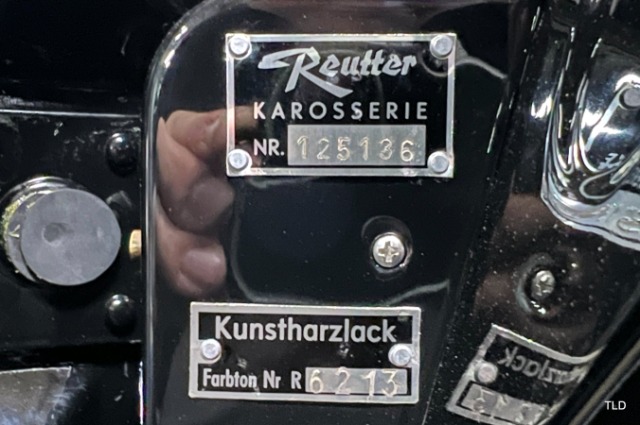 Reutter
KAROSSERIE
NR. 125136
Kunstharzlack
Farbton Nr R 6213
TLD